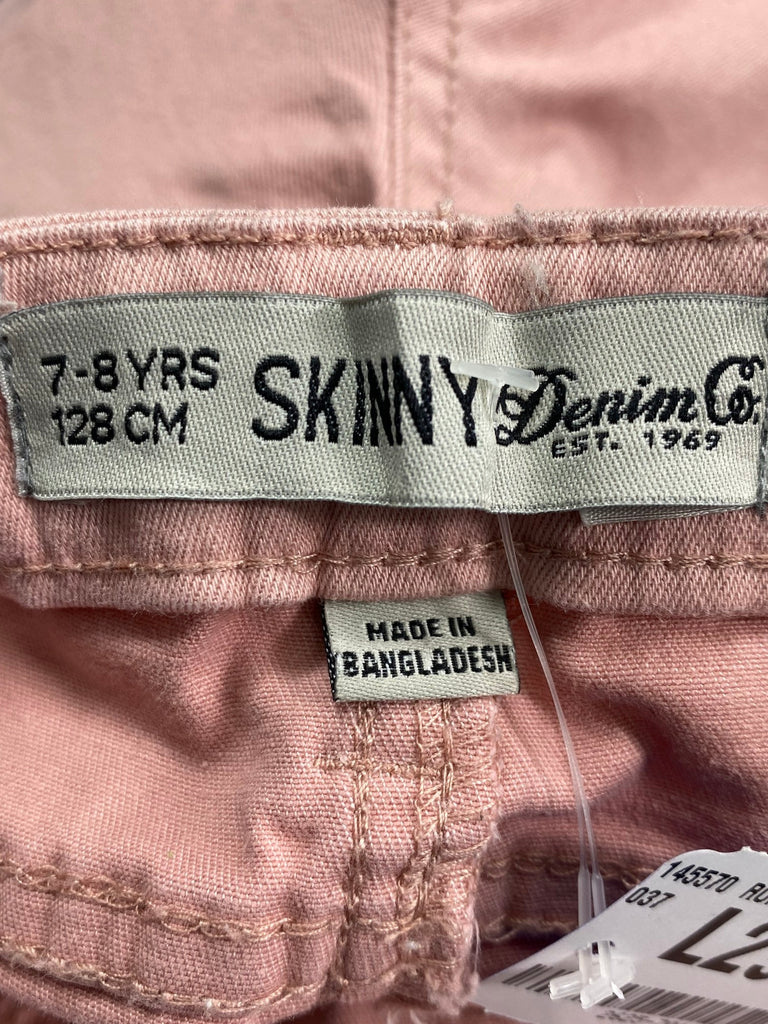 7-8 YRS
128 CM
SKINNY
Denim Co.
EST. 1969
MADE IN
BANGLADESH
145570
037